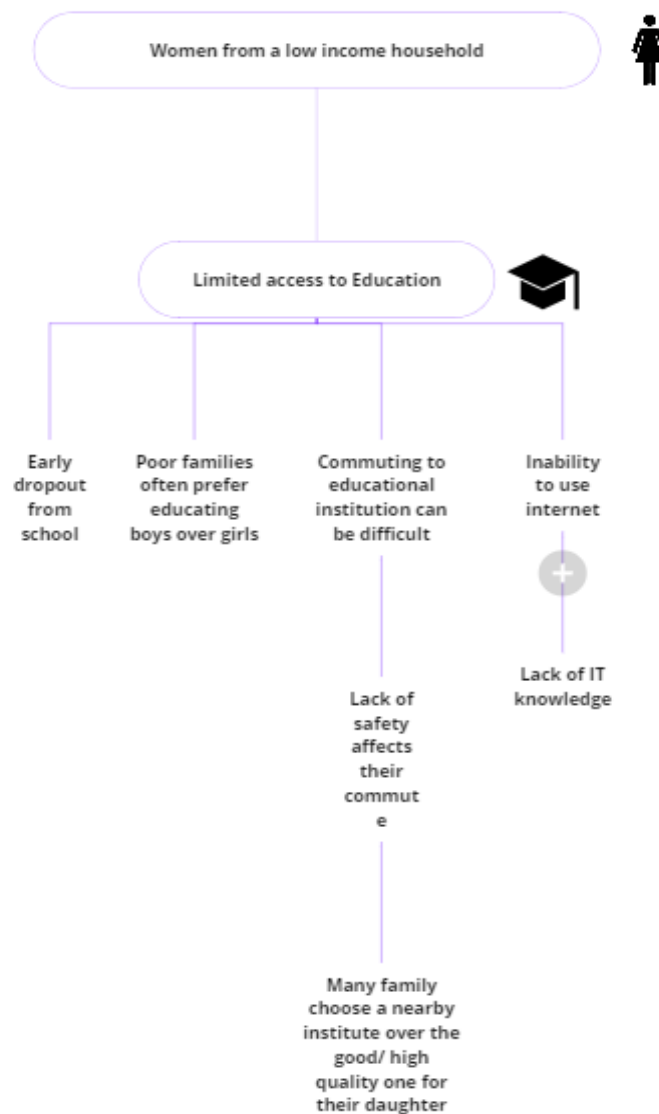 Women from a low income household
Limited access to Education
Early
dropout
from
school
Poor families
often prefer
educating
boys over girls
Commuting to
educational
institution can
be difficult
Inability
to use
internet
+
Lack of IT
knowledge
Lack of
safety
affects
their
commut
e
Many family
choose a nearby
institute over the
good/ high
quality one for
their daughter